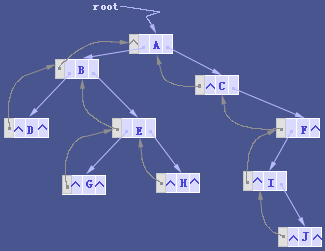 root
^ A
B
C
^ D ^
E
F ^
^ G ^
^ H ^
^ I
^ J ^